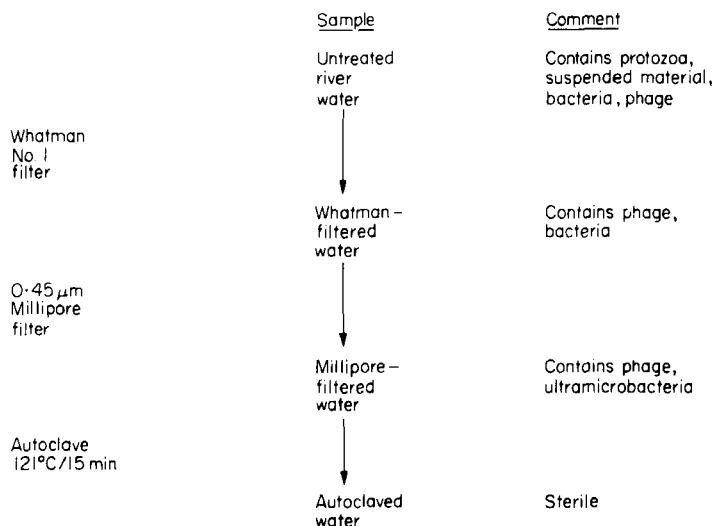 Sample
Comment
Untreated
river
water
Contains protozoa,
suspended material,
bacteria, phage
Whatman
No. 1
filter
Whatman-
filtered
water
Contains phage,
bacteria
0·45 μm
Millipore
filter
Millipore-
filtered
water
Contains phage,
ultramicrobacteria
Autoclave
121°C/15 min
Autoclaved
water
Sterile